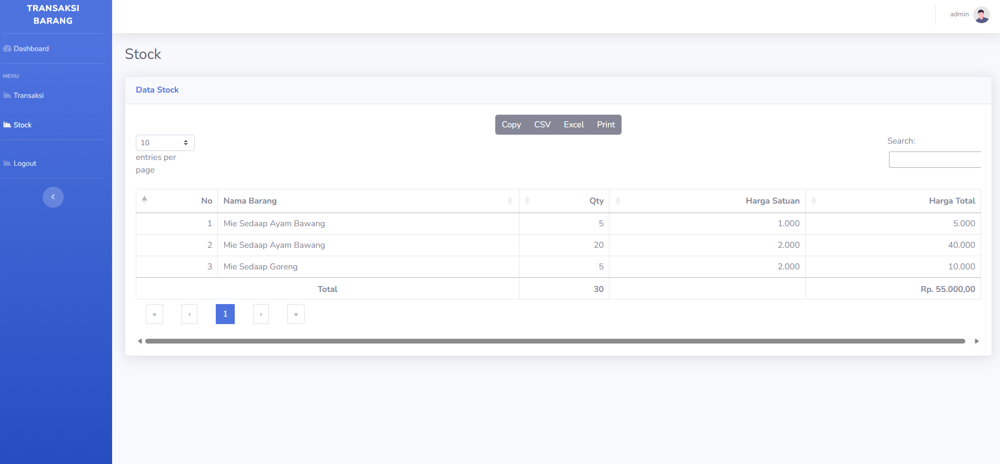 TRANSAKSI
BARANG
admin
Dashboard
MENU
Transaksi
Stock
Logout
Stock
Data Stock
Copy CSV Excel Print
10
entries per
page
Search:
No Nama Barang Qty Harga Satuan Harga Total
1 Mie Sedaap Ayam Bawang 5 1.000 5.000
2 Mie Sedaap Ayam Bawang 20 2.000 40.000
3 Mie Sedaap Goreng 5 2.000 10.000
Total 30 Rp. 55.000,00
« ‹ 1 › »